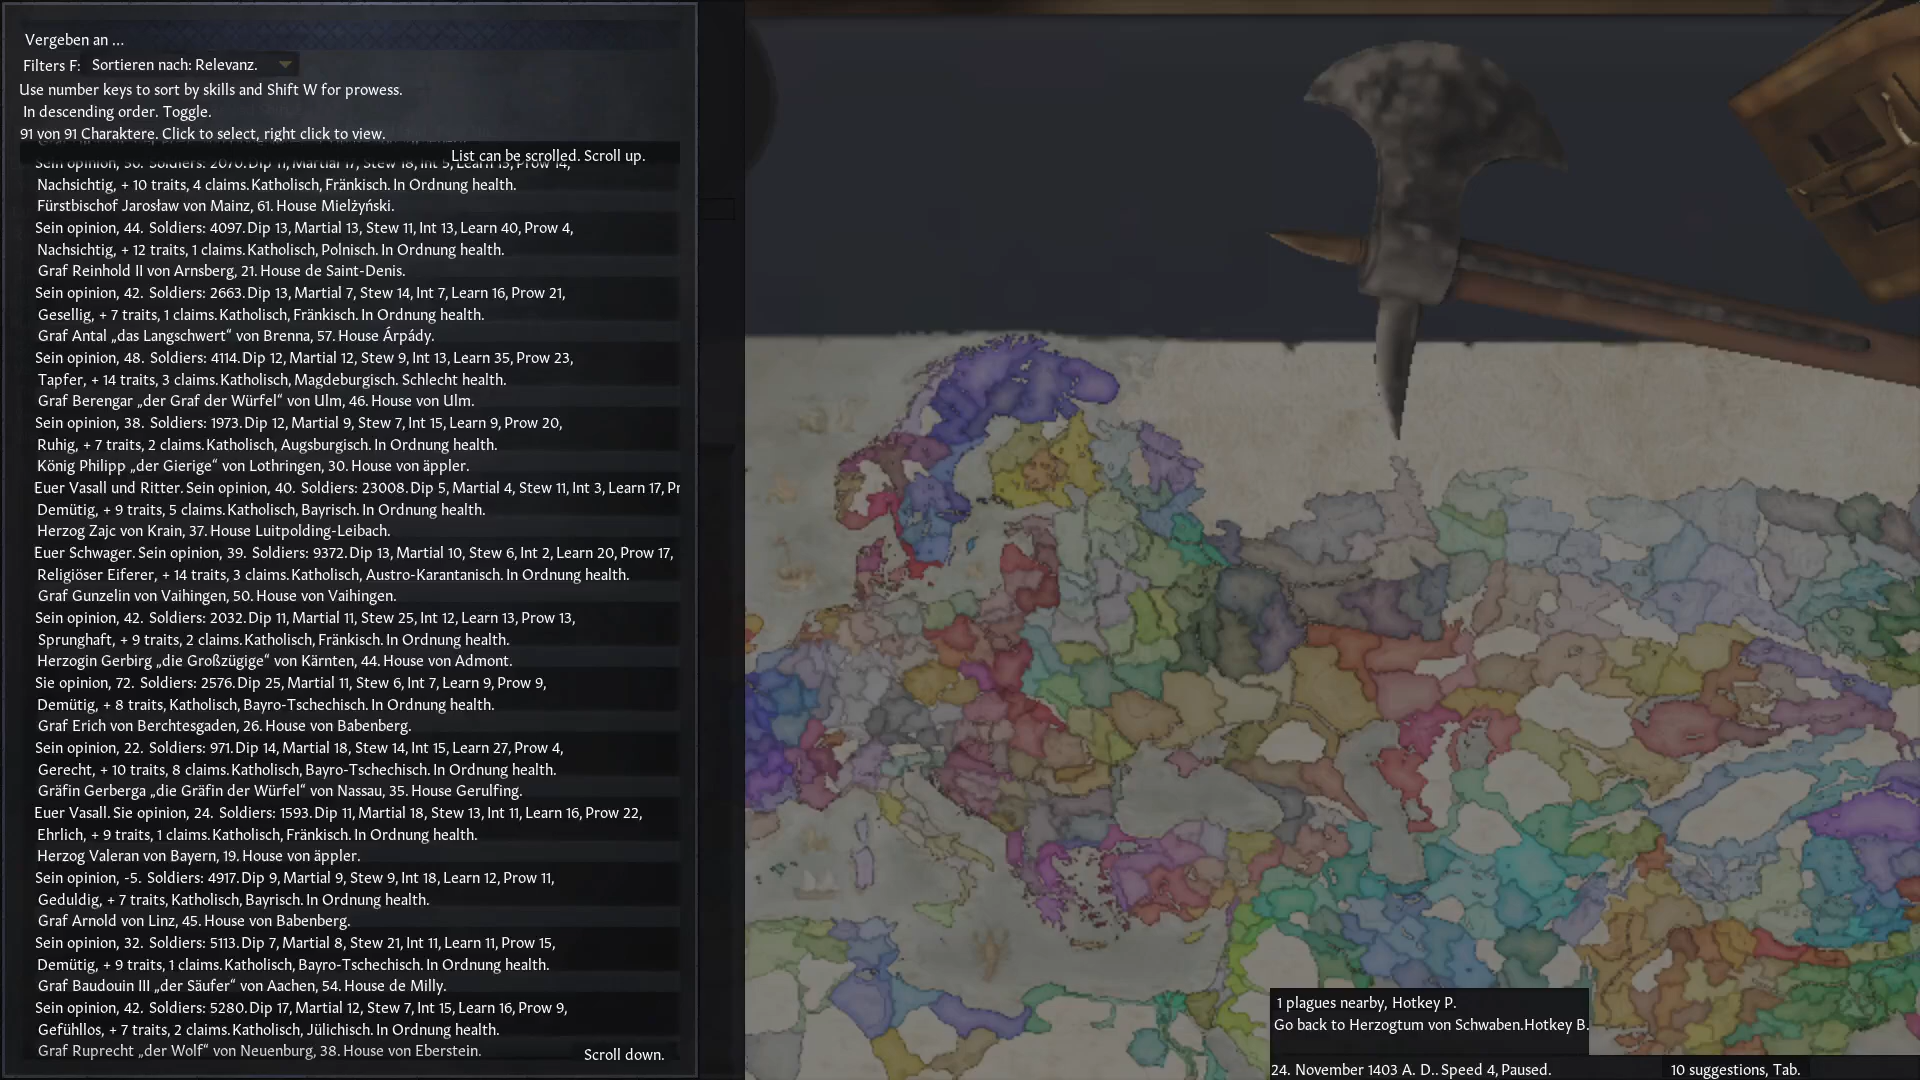 Vergeben an ...
Filters F: Sortieren nach: Relevanz.
Use number keys to sort by skills and Shift W for prowess.
In descending order. Toggle.
91 von 91 Charaktere. Click to select, right click to view.
List can be scrolled. Scroll up.
Sein opinion, 50. Soldiers: 2070. Dip 11, Martial 17, Stew 18, Int 5, Learn 13, Prow 14,
Nachsichtig, + 10 traits, 4 claims. Katholisch, Fränkisch. In Ordnung health.
Fürstbischof Jarosław von Mainz, 61. House Mielżyński.
Sein opinion, 44. Soldiers: 4097. Dip 13, Martial 13, Stew 11, Int 13, Learn 40, Prow 4,
Nachsichtig, + 12 traits, 1 claims. Katholisch, Polnisch. In Ordnung health.
Graf Reinhold II von Arnsberg, 21. House de Saint-Denis.
Sein opinion, 42. Soldiers: 2663. Dip 13, Martial 7, Stew 14, Int 7, Learn 16, Prow 21,
Gesellig, + 7 traits, 1 claims. Katholisch, Fränkisch. In Ordnung health.
Graf Antal „das Langschwert“ von Brenna, 57. House Árpády.
Sein opinion, 48. Soldiers: 4114. Dip 12, Martial 12, Stew 9, Int 13, Learn 35, Prow 23,
Tapfer, + 14 traits, 3 claims. Katholisch, Magdeburgisch. Schlecht health.
Graf Berengar „der Graf der Würfel“ von Ulm, 46. House von Ulm.
Sein opinion, 38. Soldiers: 1973. Dip 12, Martial 9, Stew 7, Int 15, Learn 9, Prow 20,
Ruhig, + 7 traits, 2 claims. Katholisch, Augsburgisch. In Ordnung health.
König Philipp „der Gierige“ von Lothringen, 30. House von äppler.
Euer Vasall und Ritter. Sein opinion, 40. Soldiers: 23008. Dip 5, Martial 4, Stew 11, Int 3, Learn 17, Pr
Demütig, + 9 traits, 5 claims. Katholisch, Bayrisch. In Ordnung health.
Herzog Zajc von Krain, 37. House Luitpolding-Leibach.
Euer Schwager. Sein opinion, 39. Soldiers: 9372. Dip 13, Martial 10, Stew 6, Int 2, Learn 20, Prow 17,
Religiöser Eiferer, + 14 traits, 3 claims. Katholisch, Austro-Karantanisch. In Ordnung health.
Graf Gunzelin von Vaihingen, 50. House von Vaihingen.
Sein opinion, 42. Soldiers: 2032. Dip 11, Martial 11, Stew 25, Int 12, Learn 13, Prow 13,
Sprunghaft, + 9 traits, 2 claims. Katholisch, Fränkisch. In Ordnung health.
Herzogin Gerbirg „die Großzügige“ von Kärnten, 44. House von Admont.
Sie opinion, 72. Soldiers: 2576. Dip 25, Martial 11, Stew 6, Int 7, Learn 9, Prow 9,
Demütig, + 8 traits, Katholisch, Bayro-Tschechisch. In Ordnung health.
Graf Erich von Berchtesgaden, 26. House von Babenberg.
Sein opinion, 22. Soldiers: 971. Dip 14, Martial 18, Stew 14, Int 15, Learn 27, Prow 4,
Gerecht, + 10 traits, 8 claims. Katholisch, Bayro-Tschechisch. In Ordnung health.
Gräfin Gerberga „die Gräfin der Würfel“ von Nassau, 35. House Gerulfing.
Euer Vasall. Sie opinion, 24. Soldiers: 1593. Dip 11, Martial 18, Stew 13, Int 11, Learn 16, Prow 22,
Ehrlich, + 9 traits, 1 claims. Katholisch, Fränkisch. In Ordnung health.
Herzog Valeran von Bayern, 19. House von äppler.
Sein opinion, -5. Soldiers: 4917. Dip 9, Martial 9, Stew 9, Int 18, Learn 12, Prow 11,
Geduldig, + 7 traits, Katholisch, Bayrisch. In Ordnung health.
Graf Arnold von Linz, 45. House von Babenberg.
Sein opinion, 32. Soldiers: 5113. Dip 7, Martial 8, Stew 21, Int 11, Learn 11, Prow 15,
Demütig, + 9 traits, 1 claims. Katholisch, Bayro-Tschechisch. In Ordnung health.
Graf Baudouin III „der Säufer“ von Aachen, 54. House de Milly.
Sein opinion, 42. Soldiers: 5280. Dip 17, Martial 12, Stew 7, Int 15, Learn 16, Prow 9,
Gefühllos, + 7 traits, 2 claims. Katholisch, Jülichisch. In Ordnung health.
Graf Ruprecht „der Wolf“ von Neuenburg, 38. House von Eberstein.
Scroll down.
1 plagues nearby, Hotkey P.
Go back to Herzogtum von Schwaben. Hotkey B.
24. November 1403 A. D.. Speed 4, Paused.
10 suggestions, Tab.